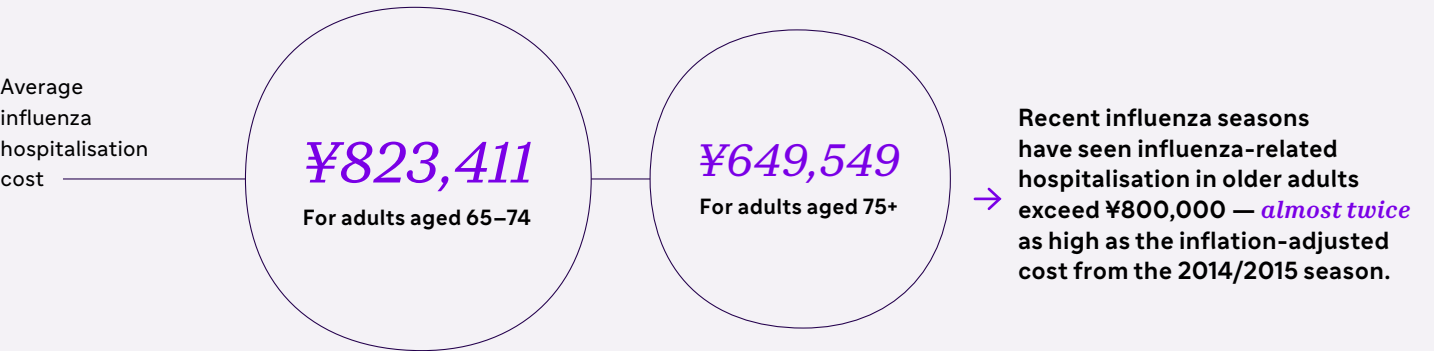 Average
influenza
hospitalisation
cost
¥823,411
For adults aged 65–74
¥649,549
For adults aged 75+
Recent influenza seasons
have seen influenza-related
hospitalisation in older adults
exceed ¥800,000 — almost twice
as high as the inflation-adjusted
cost from the 2014/2015 season.